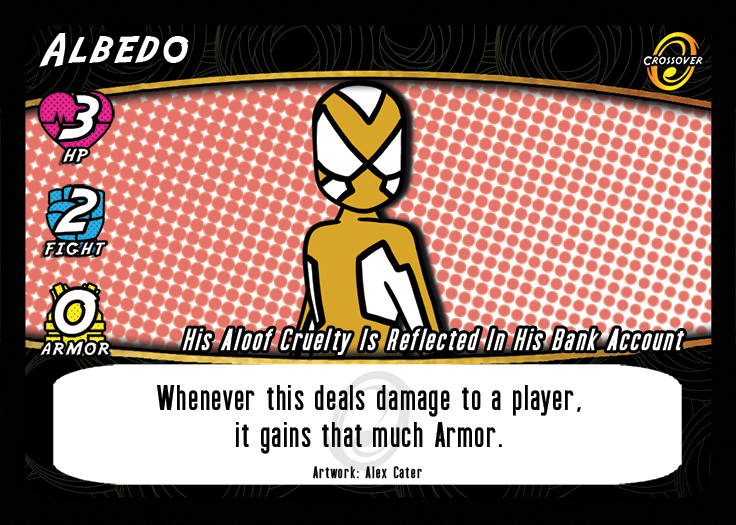 Albedo
Crossover
3
HP
2
Fight
0
Armor
His Aloof Cruelty Is Reflected In His Bank Account
Whenever this deals damage to a player,
it gains that much Armor.
Artwork: Alex Cater